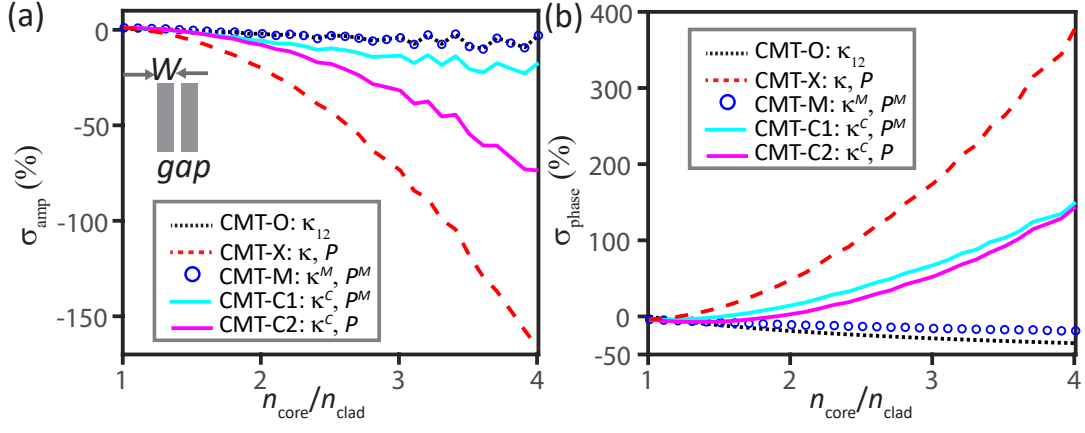 (a)
0
-50
-100
-150
σamp (%)
W
gap
CMT-O: κ12
CMT-X: κ, P
CMT-M: κM, PM
CMT-C1: κC, PM
CMT-C2: κC, P
1 2 3 4
ncore/nclad
(b)
400
300
200
100
0
-50
σphase (%)
CMT-O: κ12
CMT-X: κ, P
CMT-M: κM, PM
CMT-C1: κC, PM
CMT-C2: κC, P
1 2 3 4
ncore/nclad